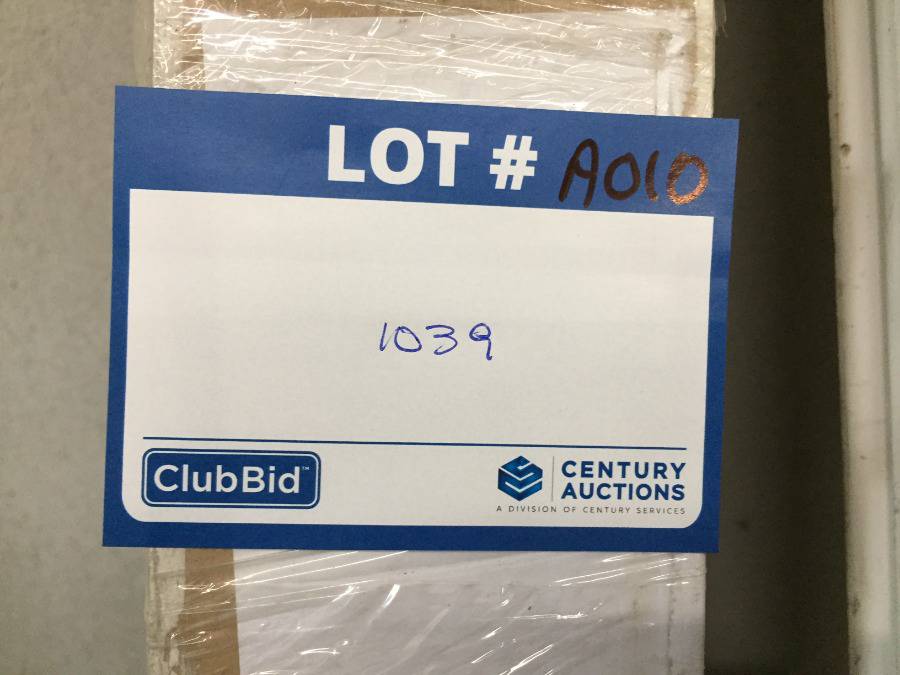 LOT # A010
1039
ClubBid™
CENTURY
AUCTIONS
A DIVISION OF CENTURY SERVICES